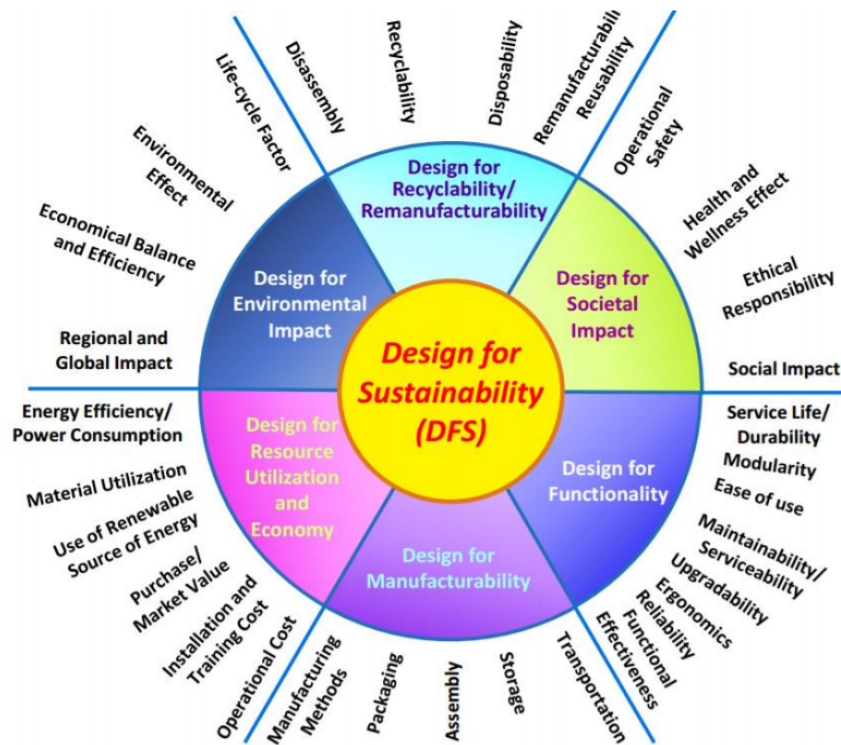 Design for
Sustainability
(DFS)
Design for
Recyclability/
Remanufacturability
Disassembly
Recyclability
Disposability
Remanufacturabili
Reusability
Design for
Societal
Impact
Operational
Safety
Health and
Wellness Effect
Ethical
Responsibility
Social Impact
Design for
Functionality
Service Life/
Durability
Modularity
Ease of use
Maintainability/
Serviceability
Upgradability
Ergonomics
Reliability
Functional
Effectiveness
Design for
Manufacturability
Transportation
Storage
Assembly
Packaging
Manufacturing
Methods
Design for
Resource
Utilization
and
Economy
Operational Cost
Installation and
Training Cost
Purchase/
Market Value
Use of Renewable
Source of Energy
Material Utilization
Energy Efficiency/
Power Consumption
Design for
Environmental
Impact
Regional and
Global Impact
Economical Balance
and Efficiency
Environmental
Effect
Life-cycle Factor